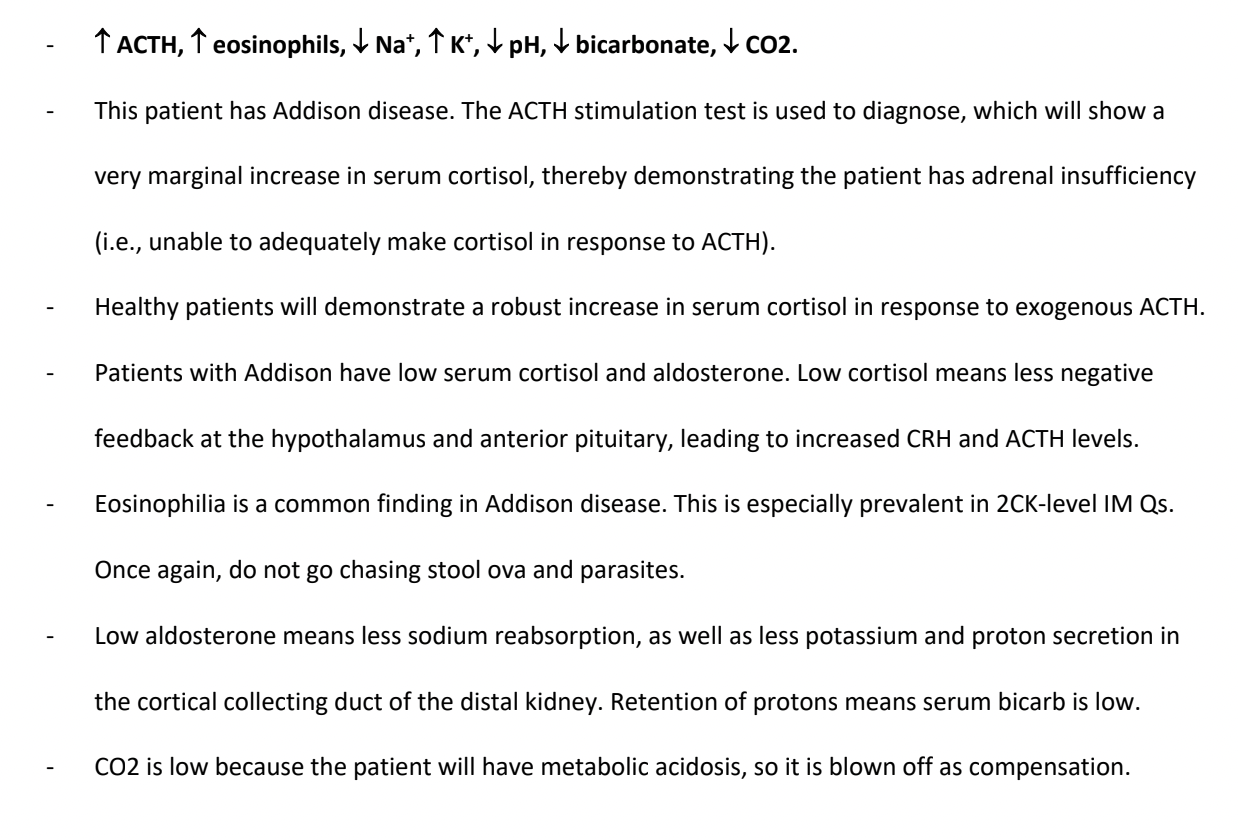 - ↑ ACTH, ↑ eosinophils, ↓ Na⁺, ↑ K⁺, ↓ pH, ↓ bicarbonate, ↓ CO2.
- This patient has Addison disease. The ACTH stimulation test is used to diagnose, which will show a
very marginal increase in serum cortisol, thereby demonstrating the patient has adrenal insufficiency
(i.e., unable to adequately make cortisol in response to ACTH).
- Healthy patients will demonstrate a robust increase in serum cortisol in response to exogenous ACTH.
- Patients with Addison have low serum cortisol and aldosterone. Low cortisol means less negative
feedback at the hypothalamus and anterior pituitary, leading to increased CRH and ACTH levels.
- Eosinophilia is a common finding in Addison disease. This is especially prevalent in 2CK-level IM Qs.
Once again, do not go chasing stool ova and parasites.
- Low aldosterone means less sodium reabsorption, as well as less potassium and proton secretion in
the cortical collecting duct of the distal kidney. Retention of protons means serum bicarb is low.
- CO2 is low because the patient will have metabolic acidosis, so it is blown off as compensation.